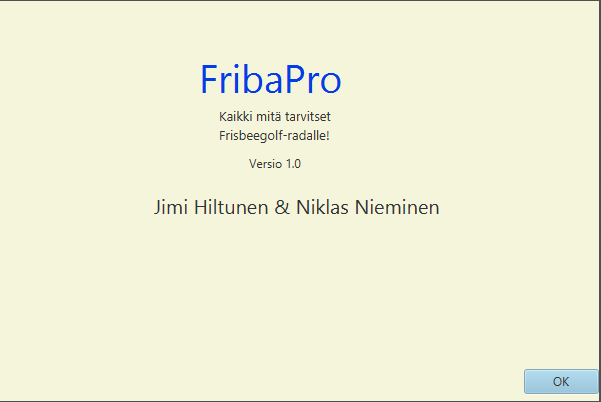 FribaPro
Kaikki mitä tarvitset
Frisbeegolf-radalle!
Versio 1.0
Jimi Hiltunen & Niklas Nieminen
OK